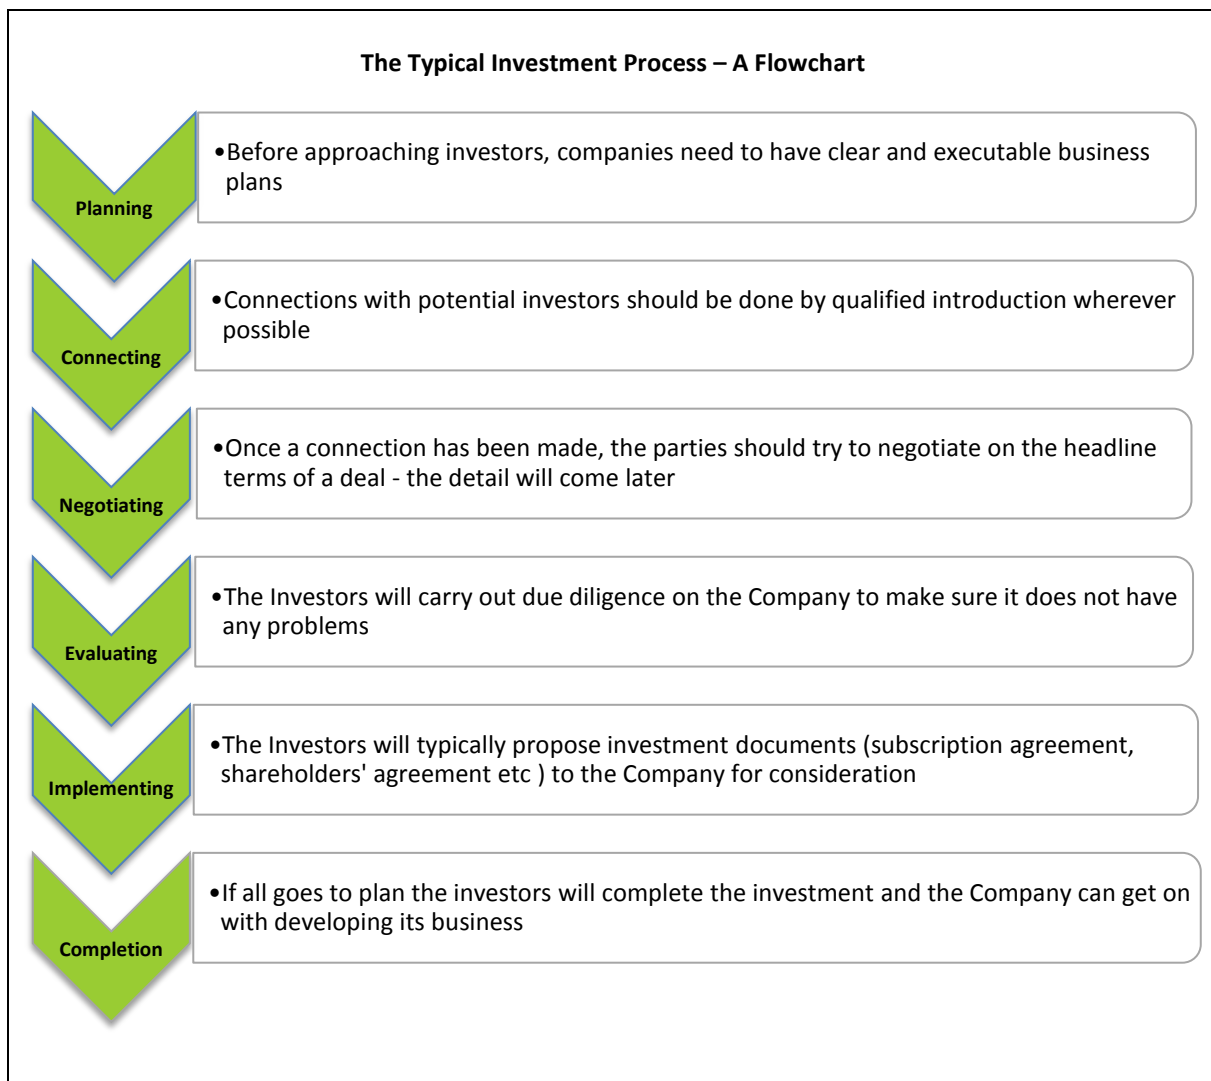 The Typical Investment Process – A Flowchart
Planning
•Before approaching investors, companies need to have clear and executable business
plans
Connecting
•Connections with potential investors should be done by qualified introduction wherever
possible
Negotiating
•Once a connection has been made, the parties should try to negotiate on the headline
terms of a deal - the detail will come later
Evaluating
•The Investors will carry out due diligence on the Company to make sure it does not have
any problems
Implementing
•The Investors will typically propose investment documents (subscription agreement,
shareholders' agreement etc ) to the Company for consideration
Completion
•If all goes to plan the investors will complete the investment and the Company can get on
with developing its business